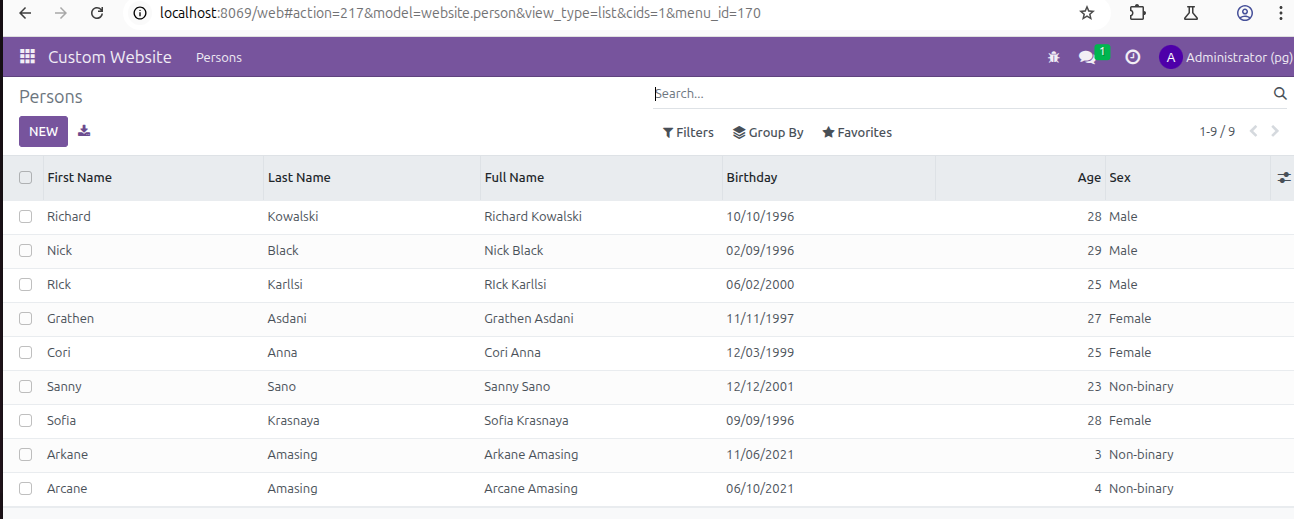 localhost:8069/web#action=217&model=website.person&view_type=list&cids=1&menu_id=170
Custom Website Persons 1 A Administrator (pg)
Persons Search...
NEW Filters Group By Favorites 1-9 / 9
First Name Last Name Full Name Birthday Age Sex
Richard Kowalski Richard Kowalski 10/10/1996 28 Male
Nick Black Nick Black 02/09/1996 29 Male
RIck Karllsi RIck Karllsi 06/02/2000 25 Male
Grathen Asdani Grathen Asdani 11/11/1997 27 Female
Cori Anna Cori Anna 12/03/1999 25 Female
Sanny Sano Sanny Sano 12/12/2001 23 Non-binary
Sofia Krasnaya Sofia Krasnaya 09/09/1996 28 Female
Arkane Amasing Arkane Amasing 11/06/2021 3 Non-binary
Arcane Amasing Arcane Amasing 06/10/2021 4 Non-binary